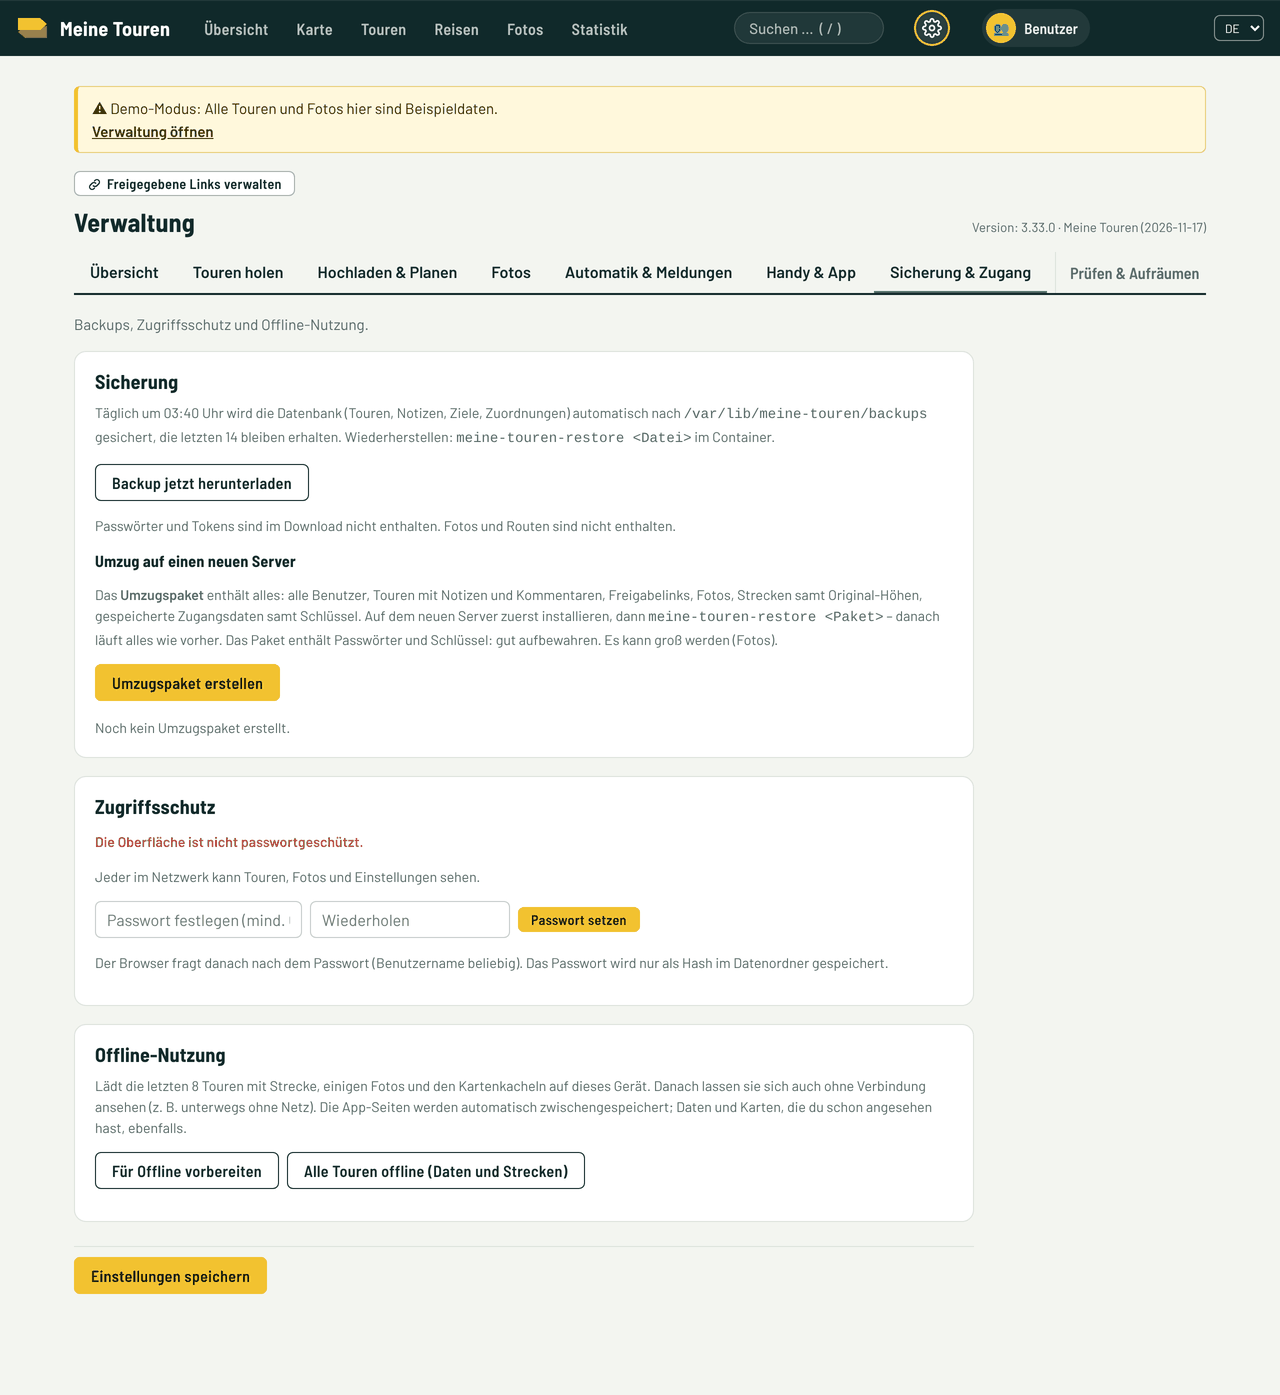 Meine Touren
Übersicht
Karte
Touren
Reisen
Fotos
Statistik
Suchen … ( / )
Benutzer
DE
⚠ Demo-Modus: Alle Touren und Fotos hier sind Beispieldaten.
Verwaltung öffnen
Freigegebene Links verwalten
Verwaltung
Version: 3.33.0 · Meine Touren (2026-11-17)
Übersicht
Touren holen
Hochladen & Planen
Fotos
Automatik & Meldungen
Handy & App
Sicherung & Zugang
Prüfen & Aufräumen
Backups, Zugriffsschutz und Offline-Nutzung.
Sicherung
Täglich um 03:40 Uhr wird die Datenbank (Touren, Notizen, Ziele, Zuordnungen) automatisch nach /var/lib/meine-touren/backups
gesichert, die letzten 14 bleiben erhalten. Wiederherstellen: meine-touren-restore <Datei> im Container.
Backup jetzt herunterladen
Passwörter und Tokens sind im Download nicht enthalten. Fotos und Routen sind nicht enthalten.
Umzug auf einen neuen Server
Das Umzugspaket enthält alles: alle Benutzer, Touren mit Notizen und Kommentaren, Freigabelinks, Fotos, Strecken samt Original-Höhen,
gespeicherte Zugangsdaten samt Schlüssel. Auf dem neuen Server zuerst installieren, dann meine-touren-restore <Paket> – danach
läuft alles wie vorher. Das Paket enthält Passwörter und Schlüssel: gut aufbewahren. Es kann groß werden (Fotos).
Umzugspaket erstellen
Noch kein Umzugspaket erstellt.
Zugriffsschutz
Die Oberfläche ist nicht passwortgeschützt.
Jeder im Netzwerk kann Touren, Fotos und Einstellungen sehen.
Passwort festlegen (mind.
Wiederholen
Passwort setzen
Der Browser fragt danach nach dem Passwort (Benutzername beliebig). Das Passwort wird nur als Hash im Datenordner gespeichert.
Offline-Nutzung
Lädt die letzten 8 Touren mit Strecke, einigen Fotos und den Kartenkacheln auf dieses Gerät. Danach lassen sie sich auch ohne Verbindung
ansehen (z. B. unterwegs ohne Netz). Die App-Seiten werden automatisch zwischengespeichert; Daten und Karten, die du schon angesehen
hast, ebenfalls.
Für Offline vorbereiten
Alle Touren offline (Daten und Strecken)
Einstellungen speichern